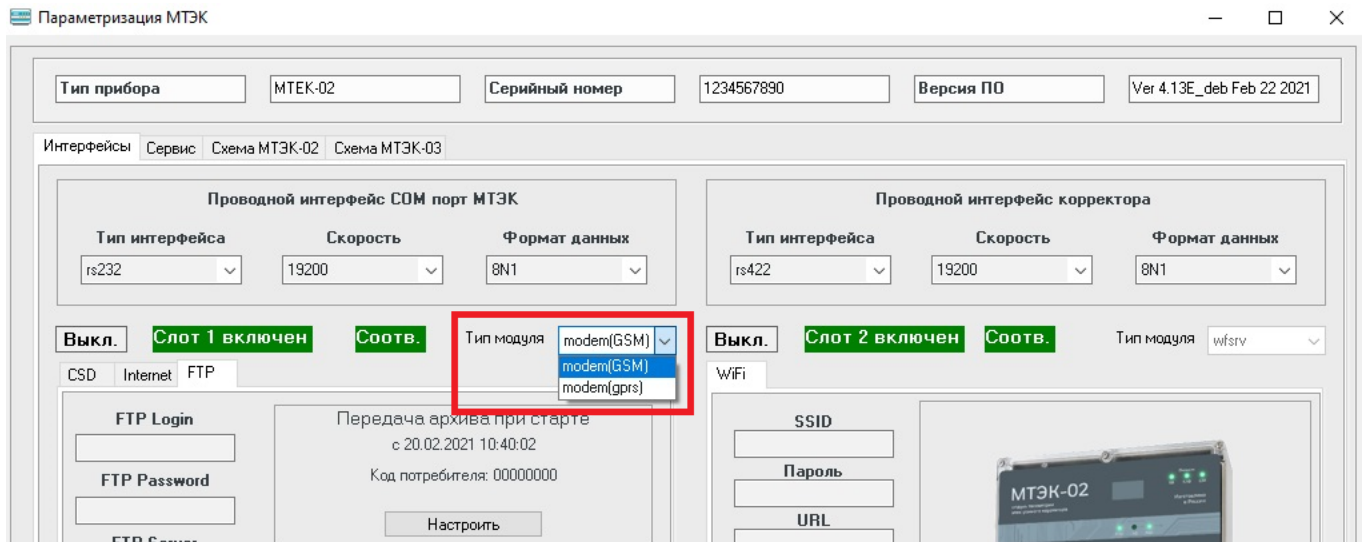 Параметризация МТЭК
Тип прибора MTEK-02 Серийный номер 1234567890 Версия ПО Ver 4.13E_deb Feb 22 2021
Интерфейсы Сервис Схема МТЭК-02 Схема МТЭК-03
Проводной интерфейс COM порт МТЭК
Тип интерфейса Скорость Формат данных
rs232 19200 8N1
Проводной интерфейс корректора
Тип интерфейса Скорость Формат данных
rs422 19200 8N1
Выкл. Слот 1 включен Соотв. Тип модуля modem(GSM)
modem(GSM)
modem(gprs)
CSD Internet FTP
FTP Login
FTP Password
FTP Server
Передача архива при старте
с 20.02.2021 10:40:02
Код потребителя: 00000000
Настроить
Выкл. Слот 2 включен Соотв. Тип модуля wfsrv
WiFi
SSID
Пароль
URL
МТЭК-02